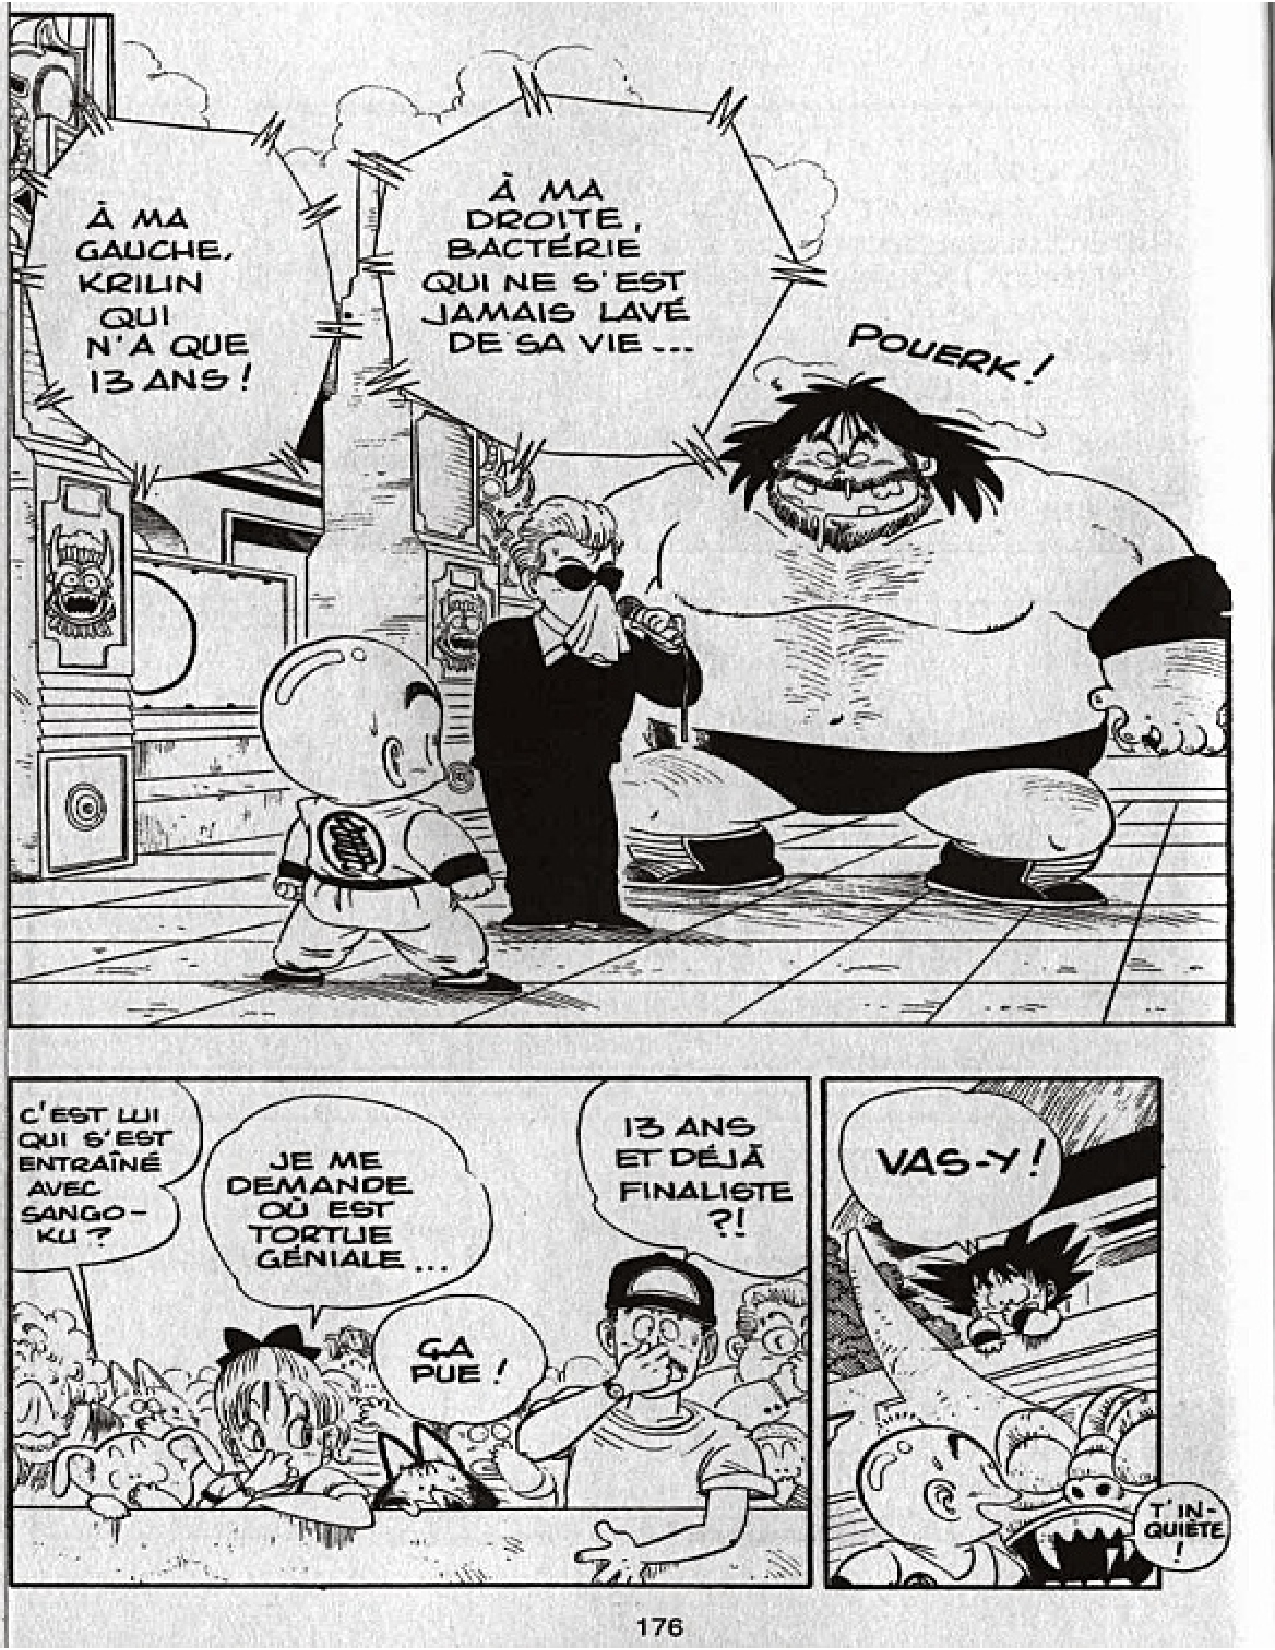 À MA
GAUCHE,
KRILIN
QUI
N'A QUE
13 ANS !
À MA
DROITE,
BACTÉRIE
QUI NE S'EST
JAMAIS LAVÉ
DE SA VIE ...
POUERK !
C'EST LUI
QUI S'EST
ENTRAÎNÉ
AVEC
SANGO-
KU ?
JE ME
DEMANDE
OÙ EST
TORTUE
GÉNIALE ...
ÇA
PUE !
13 ANS
ET DÉJÀ
FINALISTE
?!
VAS-Y !
T'IN-
QUIÈTE
!
176